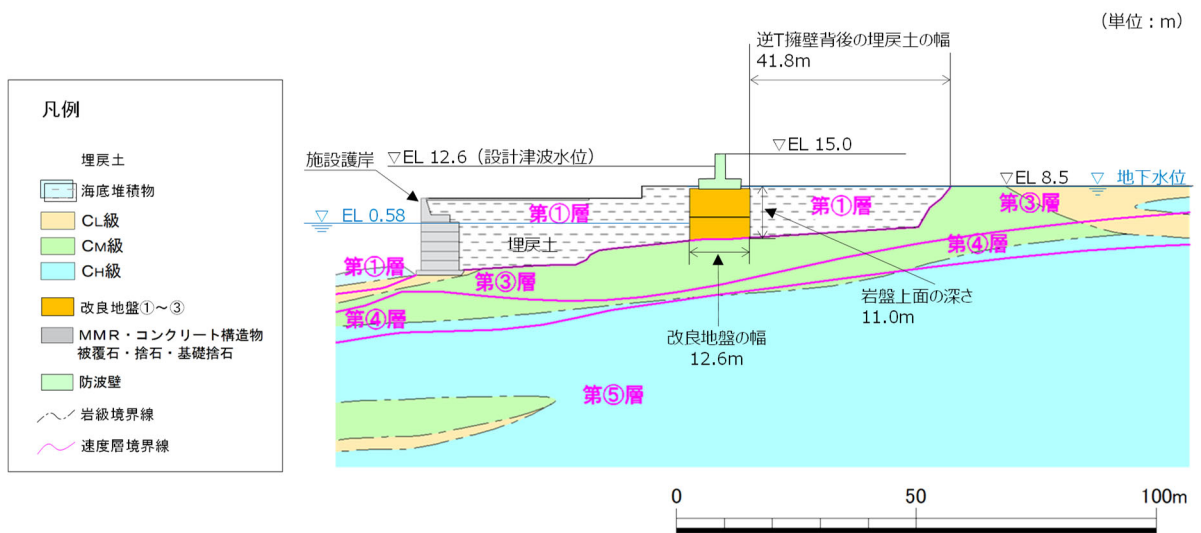 （単位：m）
逆T擁壁背後の埋戻土の幅
41.8m
凡例
埋戻土
海底堆積物
CL級
CM級
CH級
改良地盤①～③
MMR・コンクリート構造物
被覆石・捨石・基礎捨石
防波壁
岩級境界線
速度層境界線
施設護岸
▽EL 12.6（設計津波水位）
▽EL 15.0
▽EL 8.5
▽ 地下水位
▽ EL 0.58
第①層
第①層
第③層
埋戻土
第④層
第①層
第③層
第④層
岩盤上面の深さ
11.0m
改良地盤の幅
12.6m
第⑤層
0
50
100m